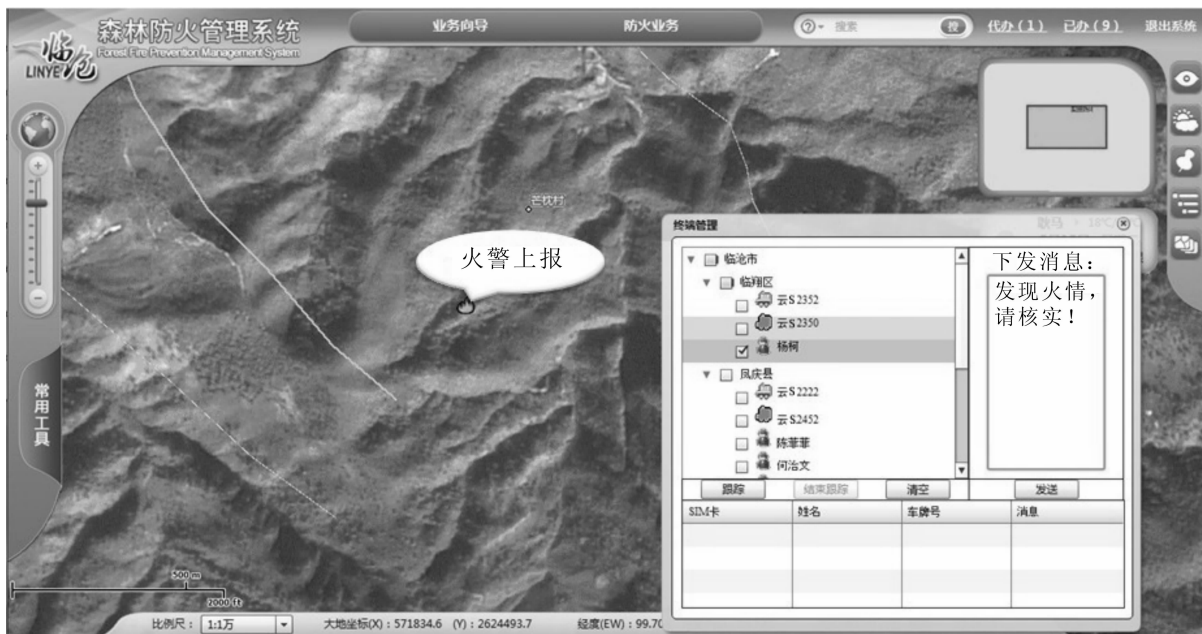 森林防火管理系统
Forest Fire Prevention Management System
临沧
LINYE
业务向导
防火业务
搜索
搜
代办(1)
已办(9)
退出系统
芒枕村
火警上报
常用工具
终端管理
临沧市
临翔区
云S2352
云S2350
杨柯
凤庆县
云S2222
云S2452
陈菲菲
何治文
下发消息:
发现火情,
请核实!
跟踪
结束跟踪
清空
发送
SIM卡
姓名
车牌号
消息
500 m
2000 ft
比例尺:
1:1万
大地坐标(X):571834.6 (Y):2624493.7
经度(EW):99.70